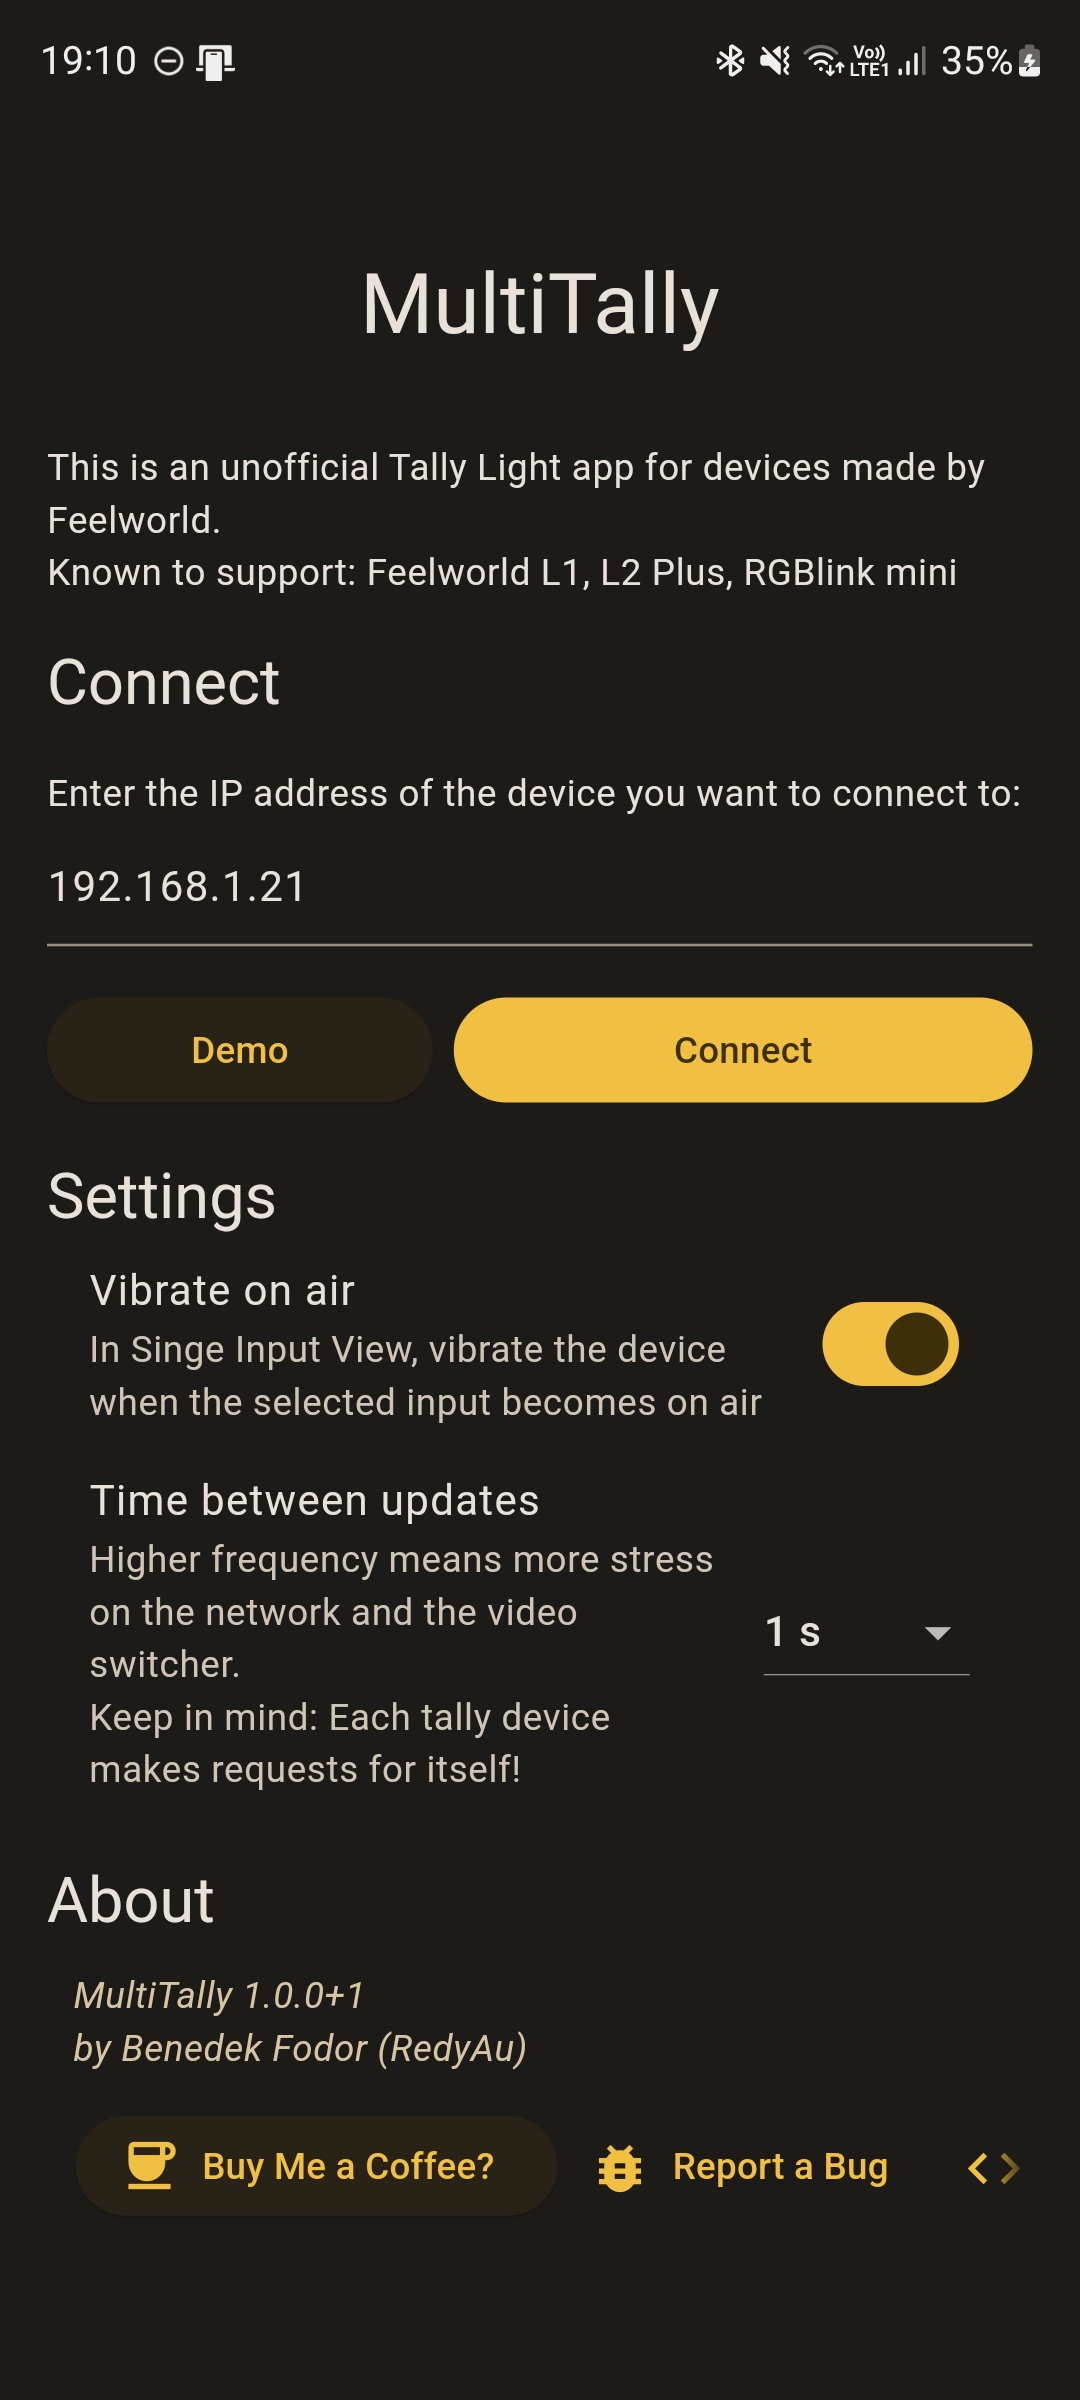 19:10
Vo)) LTE1 35%
MultiTally
This is an unofficial Tally Light app for devices made by
Feelworld.
Known to support: Feelworld L1, L2 Plus, RGBlink mini
Connect
Enter the IP address of the device you want to connect to:
192.168.1.21
Demo
Connect
Settings
Vibrate on air
In Singe Input View, vibrate the device
when the selected input becomes on air
Time between updates
Higher frequency means more stress
on the network and the video
switcher.
Keep in mind: Each tally device
makes requests for itself!
1 s
About
MultiTally 1.0.0+1
by Benedek Fodor (RedyAu)
Buy Me a Coffee?
Report a Bug